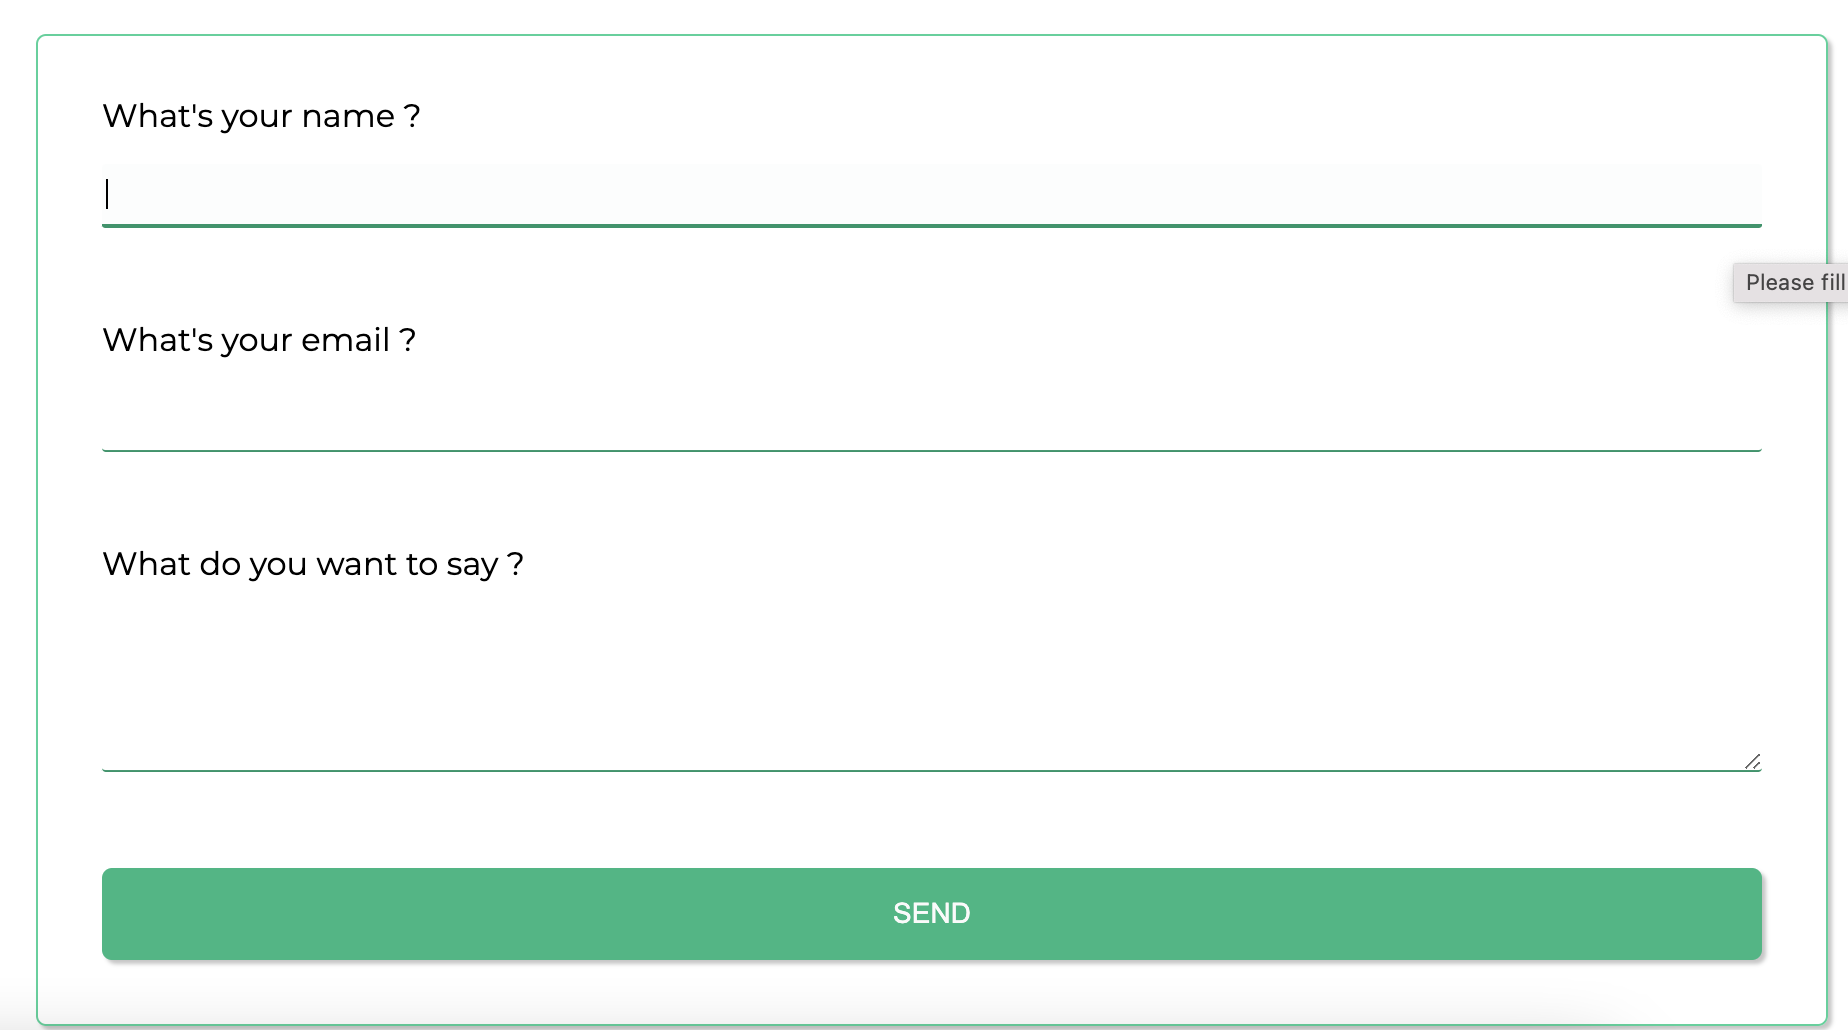 What's your name ?
Please fill
What's your email ?
What do you want to say ?
SEND